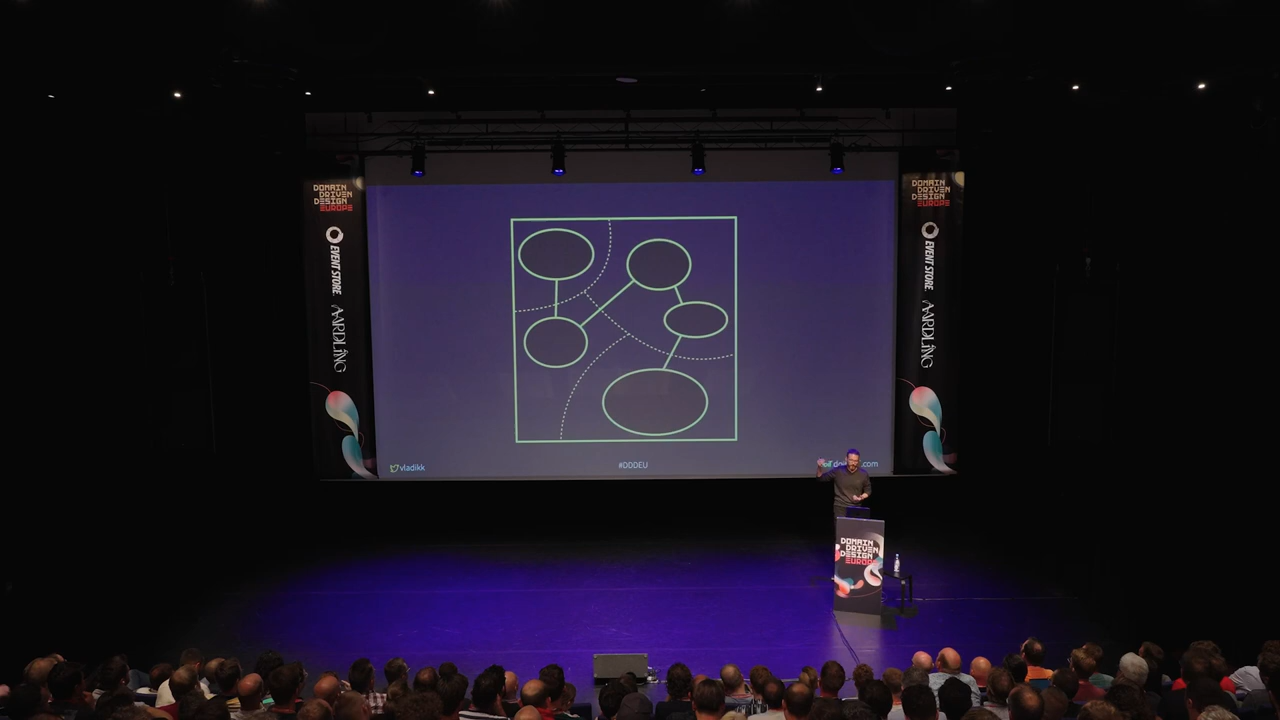 DOMAIN
DRIVEN
DESIGN
EUROPE
EVENT STORE
AARDLING
DOMAIN
DRIVEN
DESIGN
EUROPE
EVENT STORE
AARDLING
vladikk
#DDDEU
.com
DOMAIN
DRIVEN
DESIGN
EUROPE